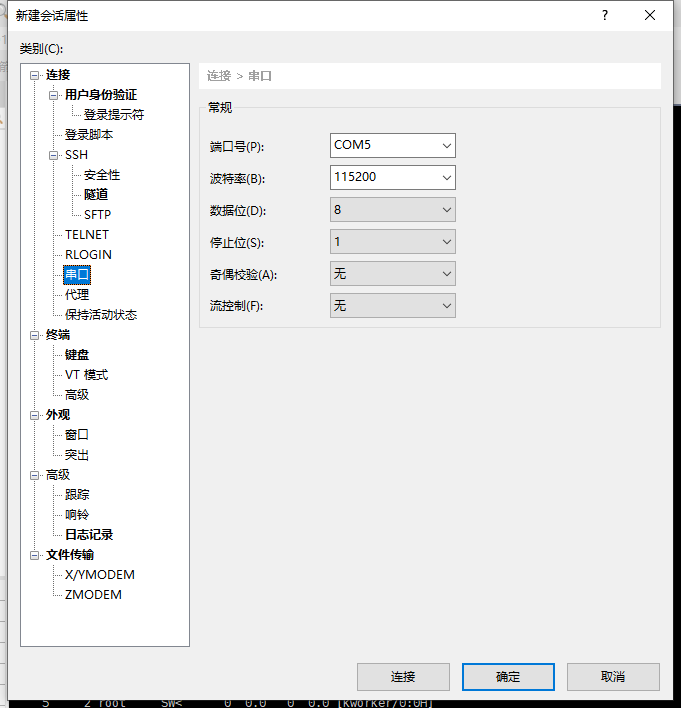 新建会话属性
?
类别(C):
连接
用户身份验证
登录提示符
登录脚本
SSH
安全性
隧道
SFTP
TELNET
RLOGIN
串口
代理
保持活动状态
终端
键盘
VT 模式
高级
外观
窗口
突出
高级
跟踪
响铃
日志记录
文件传输
X/YMODEM
ZMODEM
连接 > 串口
常规
端口号(P): COM5
波特率(B): 115200
数据位(D): 8
停止位(S): 1
奇偶校验(A): 无
流控制(F): 无
连接 确定 取消
5 2 root SW< 0 0.0 0 0.0 [kworker/0:0H]